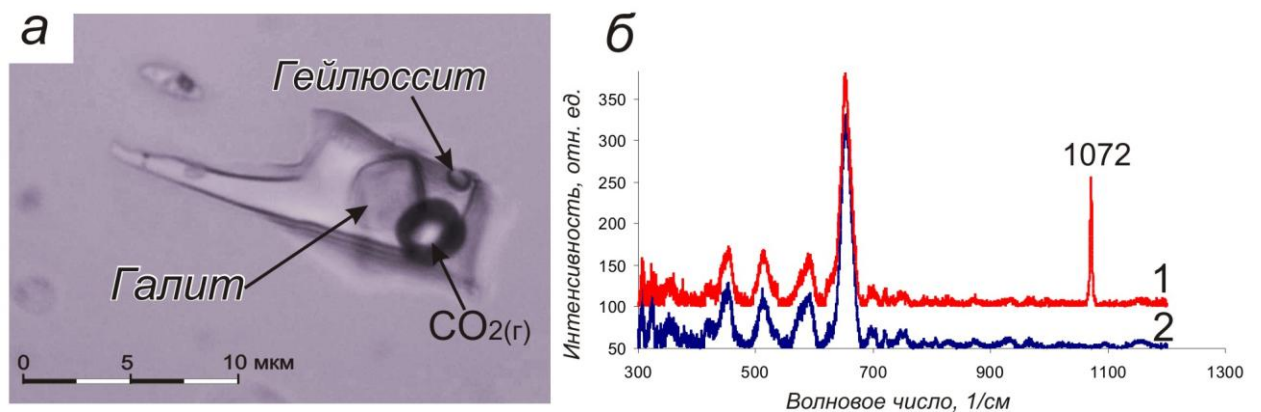 а
Гейлюссит
Галит
CO2(г)
0 5 10 мкм
б
Интенсивность, отн. ед.
350
300
250
200
150
100
50
1072
1
2
300 500 700 900 1100 1300
Волновое число, 1/см